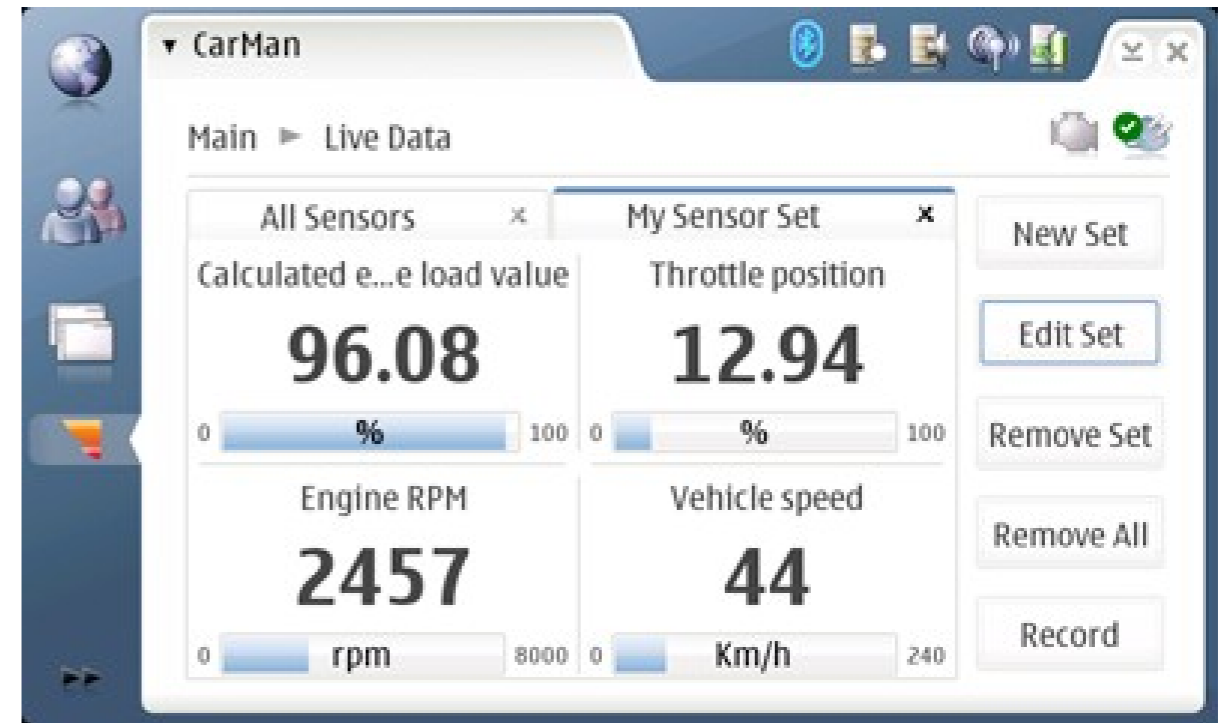 CarMan
Main Live Data
All Sensors x My Sensor Set x
New Set
Calculated e...e load value Throttle position
96.08 12.94
Edit Set
0 % 100 0 % 100
Remove Set
Engine RPM Vehicle speed
2457 44
Remove All
0 rpm 8000 0 Km/h 240
Record